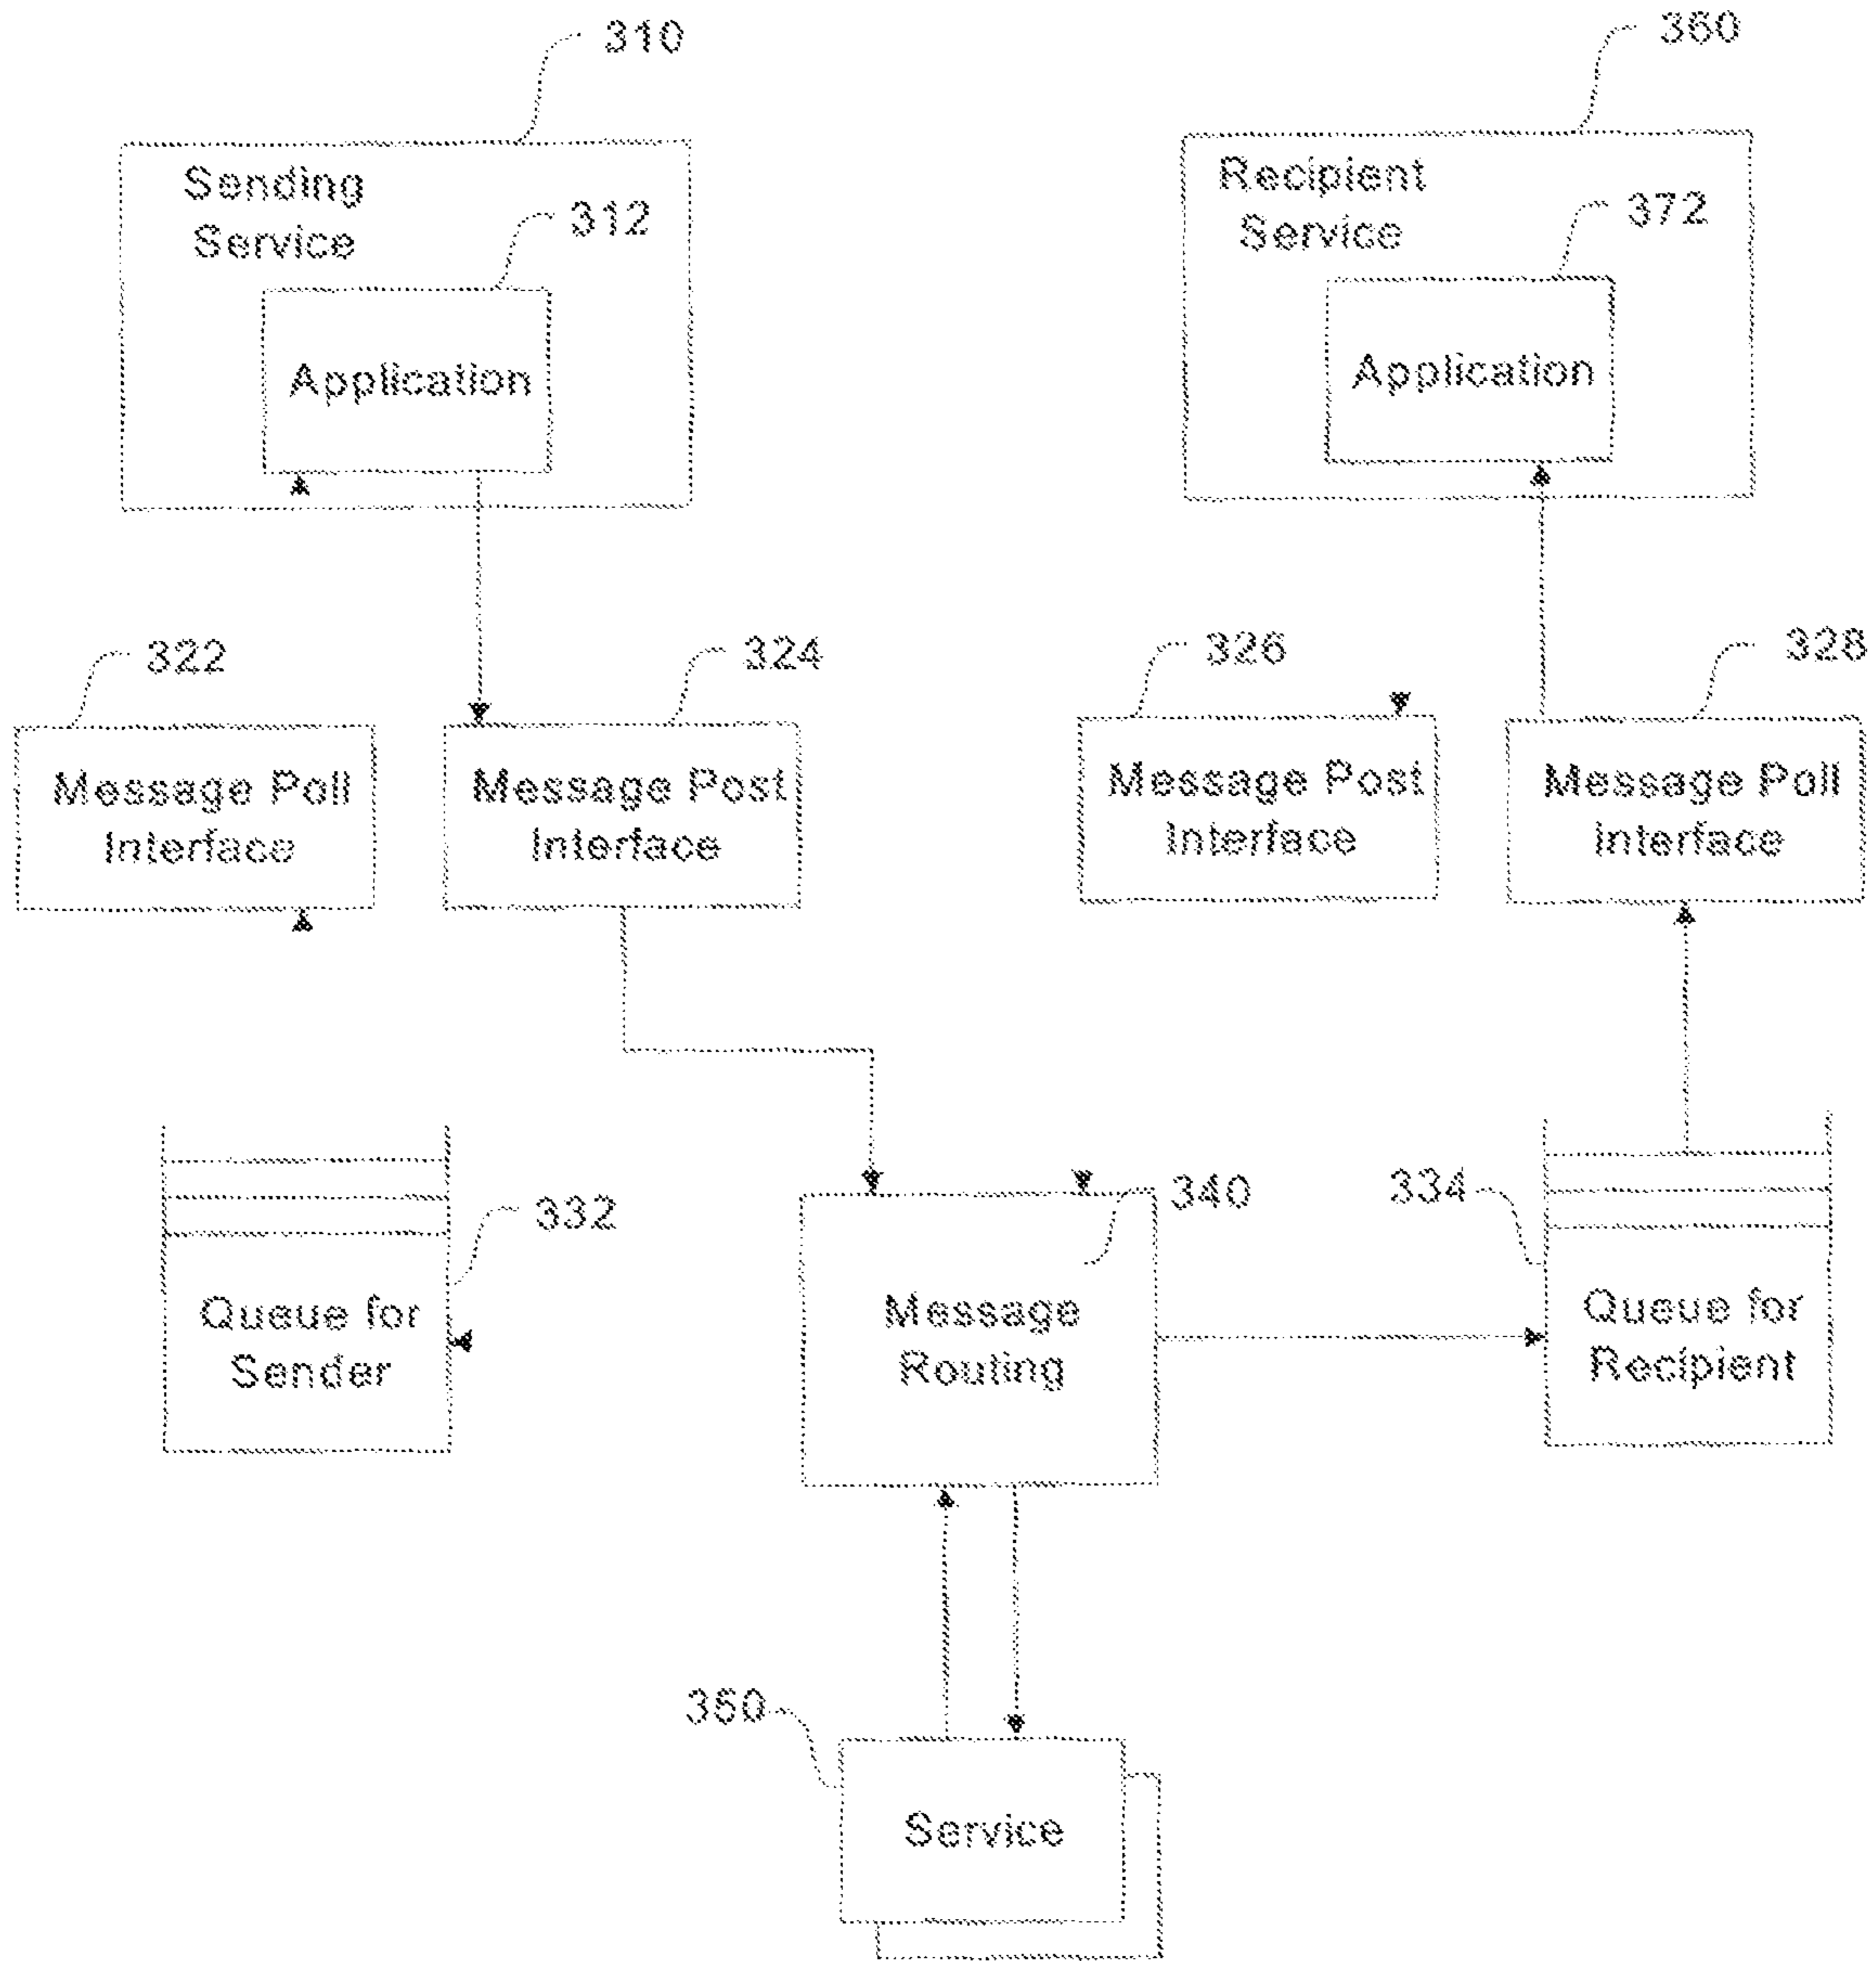 310
360
Sending
Service
312
Application
Recipient
Service
372
Application
322
Message Poll
Interface
324
Message Post
Interface
326
Message Post
Interface
328
Message Poll
Interface
332
Queue for
Sender
340
Message
Routing
334
Queue for
Recipient
350
Service